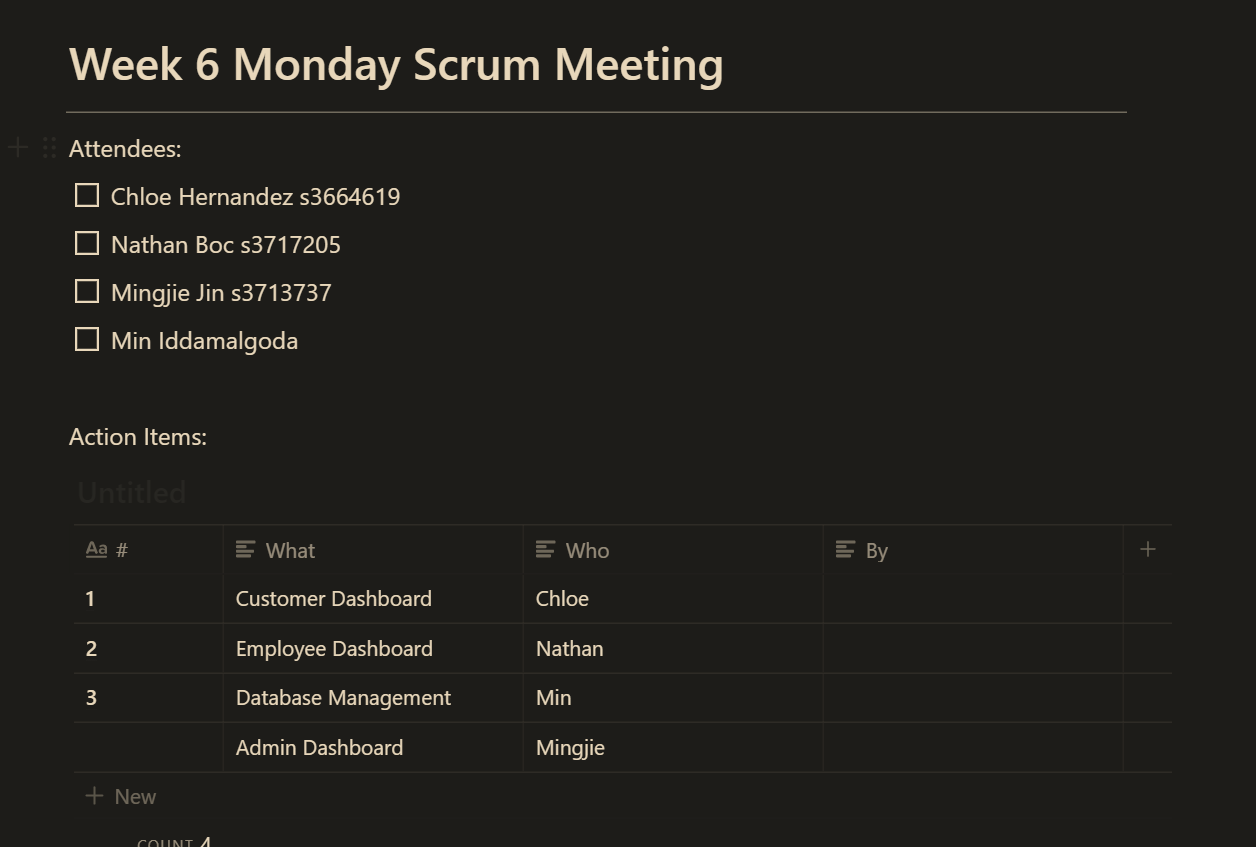 Week 6 Monday Scrum Meeting
Attendees:
Chloe Hernandez s3664619
Nathan Boc s3717205
Mingjie Jin s3713737
Min Iddamalgoda
Action Items:
Untitled
Aa # What Who By
1 Customer Dashboard Chloe
2 Employee Dashboard Nathan
3 Database Management Min
Admin Dashboard Mingjie
New
COUNT 4